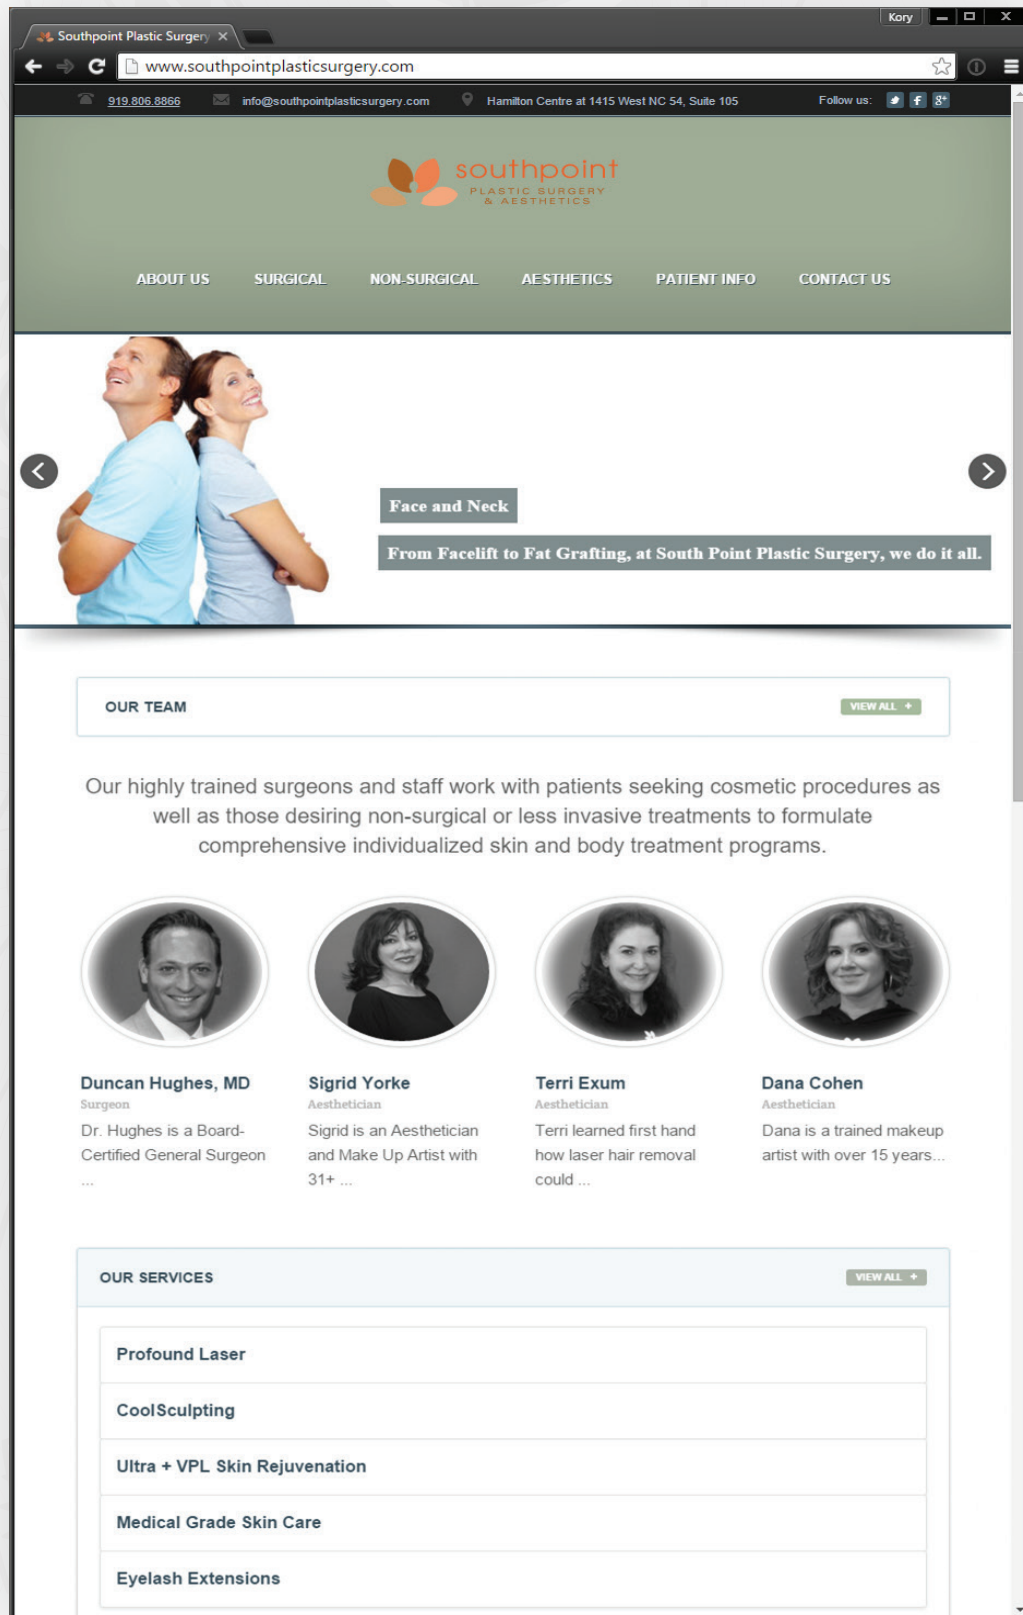 Kory
Southpoint Plastic Surgery
www.southpointplasticsurgery.com
919.806.8866 info@southpointplasticsurgery.com Hamilton Centre at 1415 West NC 54, Suite 105 Follow us:
southpoint
PLASTIC SURGERY
& AESTHETICS
ABOUT US SURGICAL NON-SURGICAL AESTHETICS PATIENT INFO CONTACT US
Face and Neck
From Facelift to Fat Grafting, at South Point Plastic Surgery, we do it all.
OUR TEAM VIEW ALL +
Our highly trained surgeons and staff work with patients seeking cosmetic procedures as
well as those desiring non-surgical or less invasive treatments to formulate
comprehensive individualized skin and body treatment programs.
Duncan Hughes, MD
Surgeon
Dr. Hughes is a Board-
Certified General Surgeon
...
Sigrid Yorke
Aesthetician
Sigrid is an Aesthetician
and Make Up Artist with
31+ ...
Terri Exum
Aesthetician
Terri learned first hand
how laser hair removal
could ...
Dana Cohen
Aesthetician
Dana is a trained makeup
artist with over 15 years...
OUR SERVICES VIEW ALL +
Profound Laser
CoolSculpting
Ultra + VPL Skin Rejuvenation
Medical Grade Skin Care
Eyelash Extensions